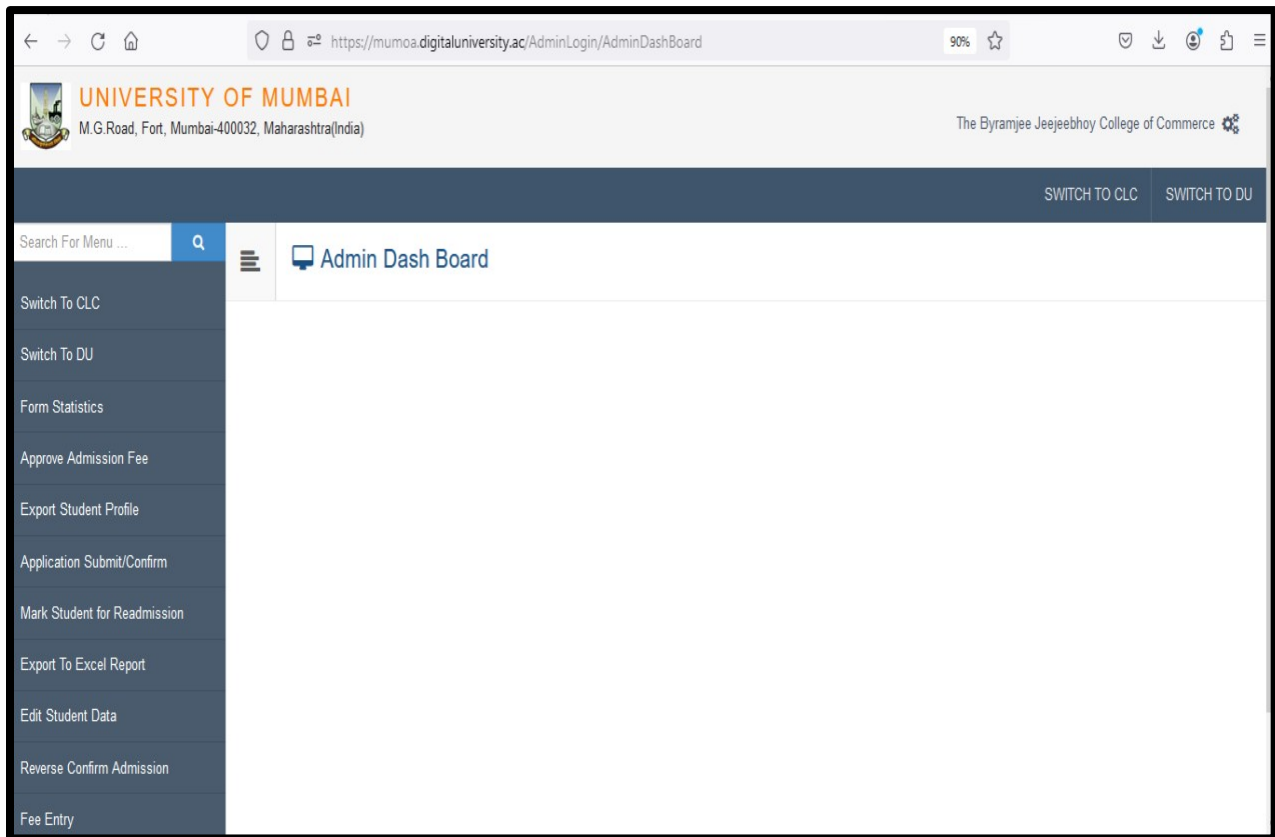 https://mumoa.digitaluniversity.ac/AdminLogin/AdminDashBoard 90%
UNIVERSITY OF MUMBAI
M.G.Road, Fort, Mumbai-400032, Maharashtra(India)
The Byramjee Jeejeebhoy College of Commerce
SWITCH TO CLC SWITCH TO DU
Search For Menu ...
Admin Dash Board
Switch To CLC
Switch To DU
Form Statistics
Approve Admission Fee
Export Student Profile
Application Submit/Confirm
Mark Student for Readmission
Export To Excel Report
Edit Student Data
Reverse Confirm Admission
Fee Entry